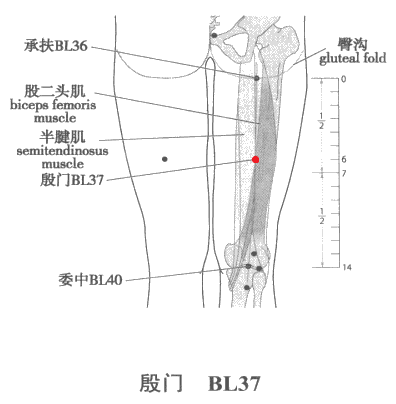 承扶BL36
臀沟
gluteal fold
0
股二头肌
biceps femoris
muscle
1/2
半腱肌
semitendinosus
muscle
6
殷门BL37
7
1/2
委中BL40
14
殷门 BL37